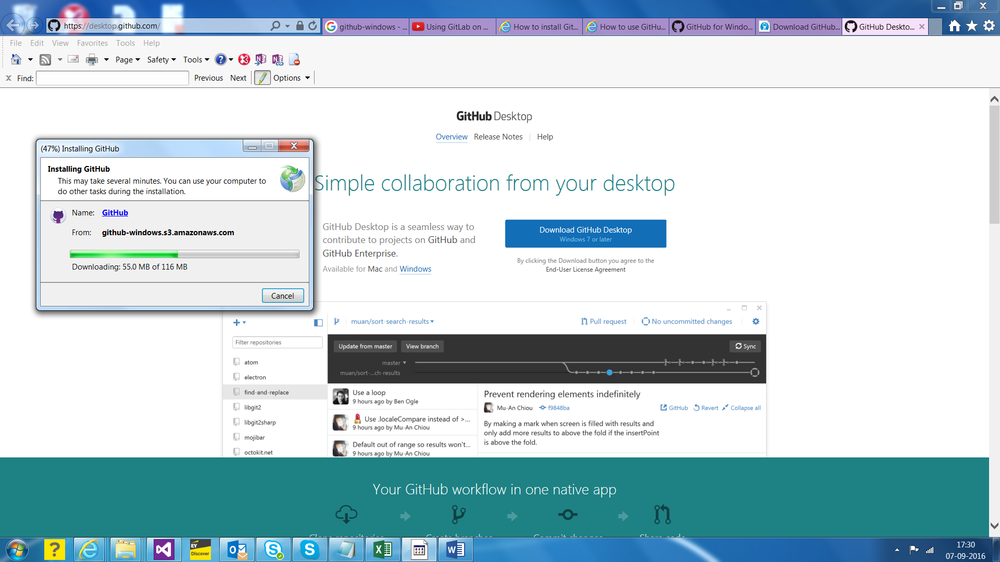 https://desktop.github.com/
github-windows - ...
Using GitLab on ...
How to install Git...
How to use GitHu...
GitHub for Windo...
Download GitHub...
GitHub Deskto...
File Edit View Favorites Tools Help
Page Safety Tools
Find: Previous Next Options
GitHub Desktop
Overview Release Notes | Help
(47%) Installing GitHub
Installing GitHub
This may take several minutes. You can use your computer to
do other tasks during the installation.
Name: GitHub
From: github-windows.s3.amazonaws.com
Downloading: 55.0 MB of 116 MB
Cancel
Simple collaboration from your desktop
GitHub Desktop is a seamless way to
contribute to projects on GitHub and
GitHub Enterprise.
Available for Mac and Windows
Download GitHub Desktop
Windows 7 or later
By clicking the Download button you agree to the
End-User License Agreement
muan/sort-search-results
Pull request
No uncommitted changes
Filter repositories
atom
electron
find-and-replace
libgit2
libgit2sharp
mojibar
octokit.net
Update from master
View branch
Sync
master
muan/sort-...ch-results
Use a loop
9 hours ago by Ben Ogle
Use .localeCompare instead of >...
9 hours ago by Mu-An Chiou
Default out of range so results won't...
9 hours ago by Mu-An Chiou
Prevent rendering elements indefinitely
Mu-An Chiou f9848ba
GitHub Revert Collapse all
By making a mark when screen is filled with results and
only add more results to above the fold if the insertPoint
is above the fold.
Your GitHub workflow in one native app
Clone repositories Create branches Commit changes Share code
EY
Discover
17:30
07-09-2016